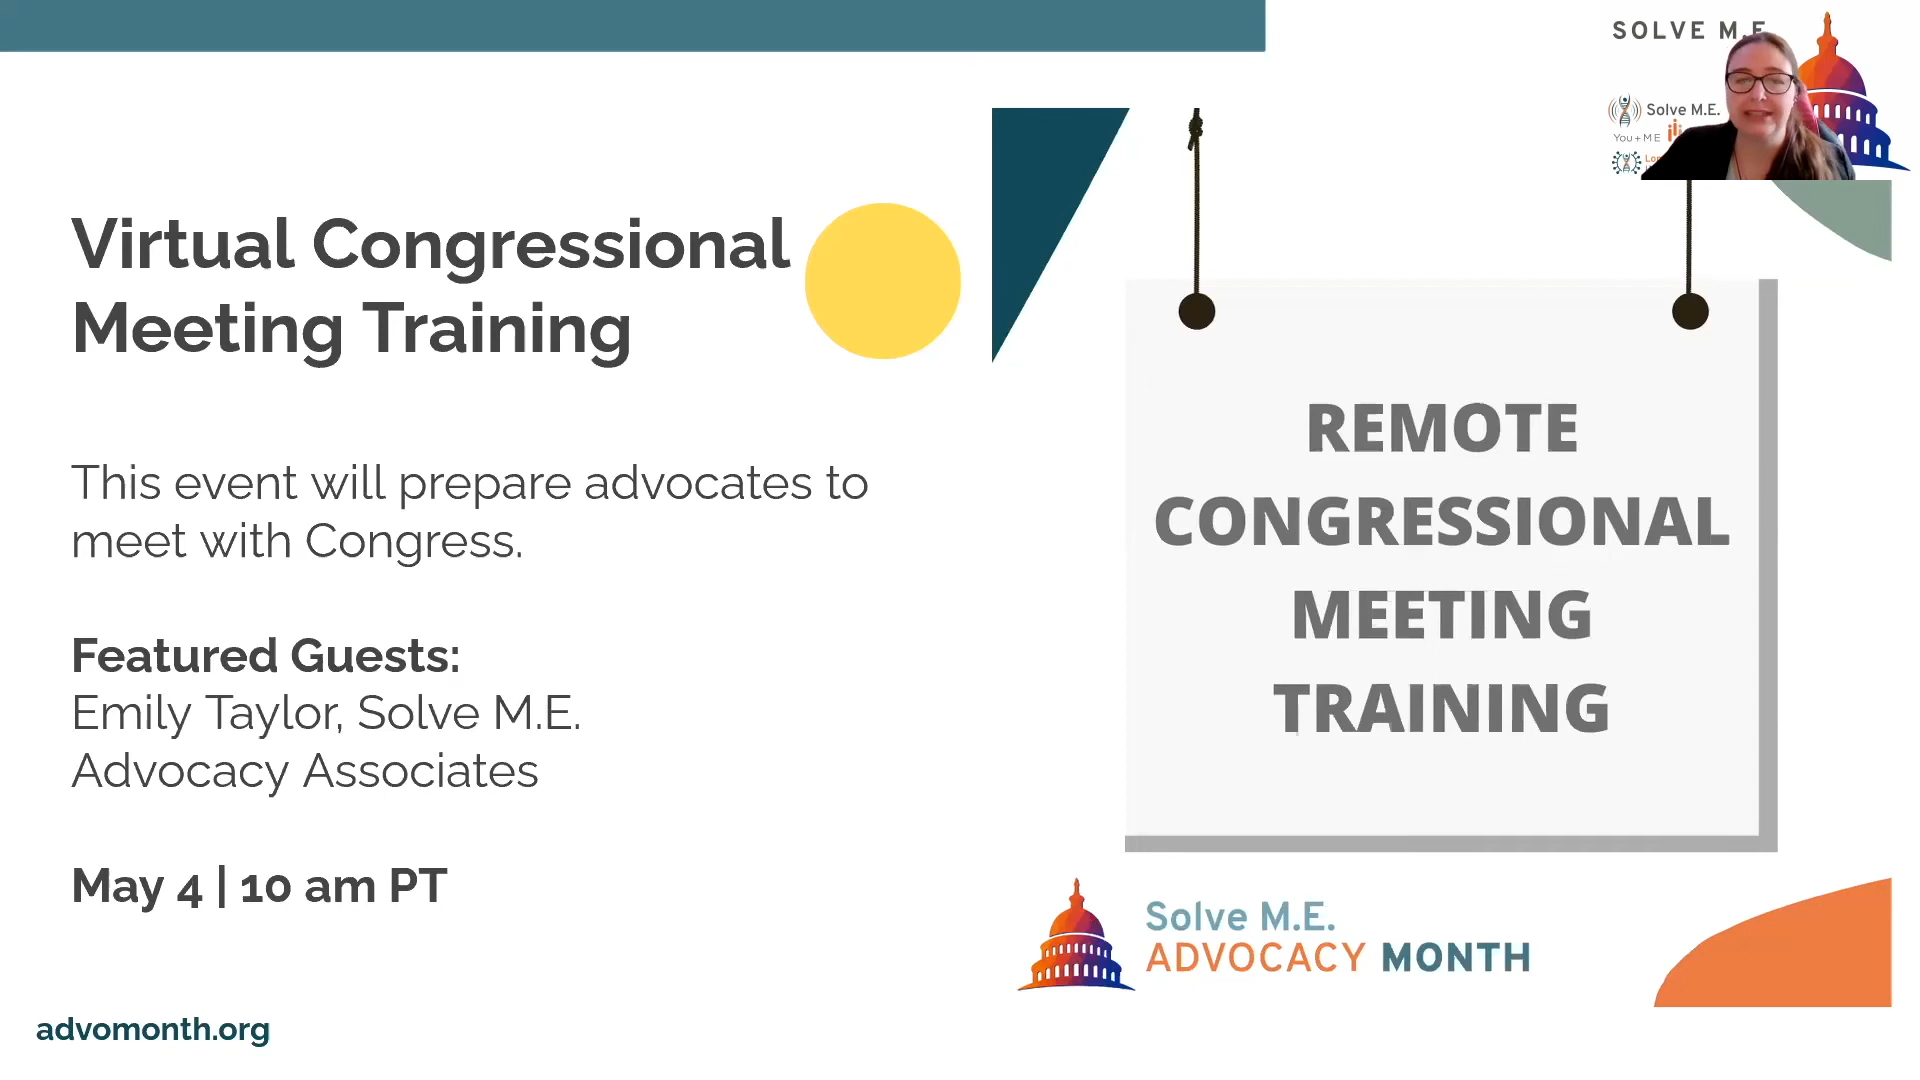 SOLVE M.E.
Solve M.E.
You+ME
Virtual Congressional
Meeting Training
This event will prepare advocates to
meet with Congress.
Featured Guests:
Emily Taylor, Solve M.E.
Advocacy Associates
May 4 | 10 am PT
advomonth.org
REMOTE
CONGRESSIONAL
MEETING
TRAINING
Solve M.E.
ADVOCACY MONTH